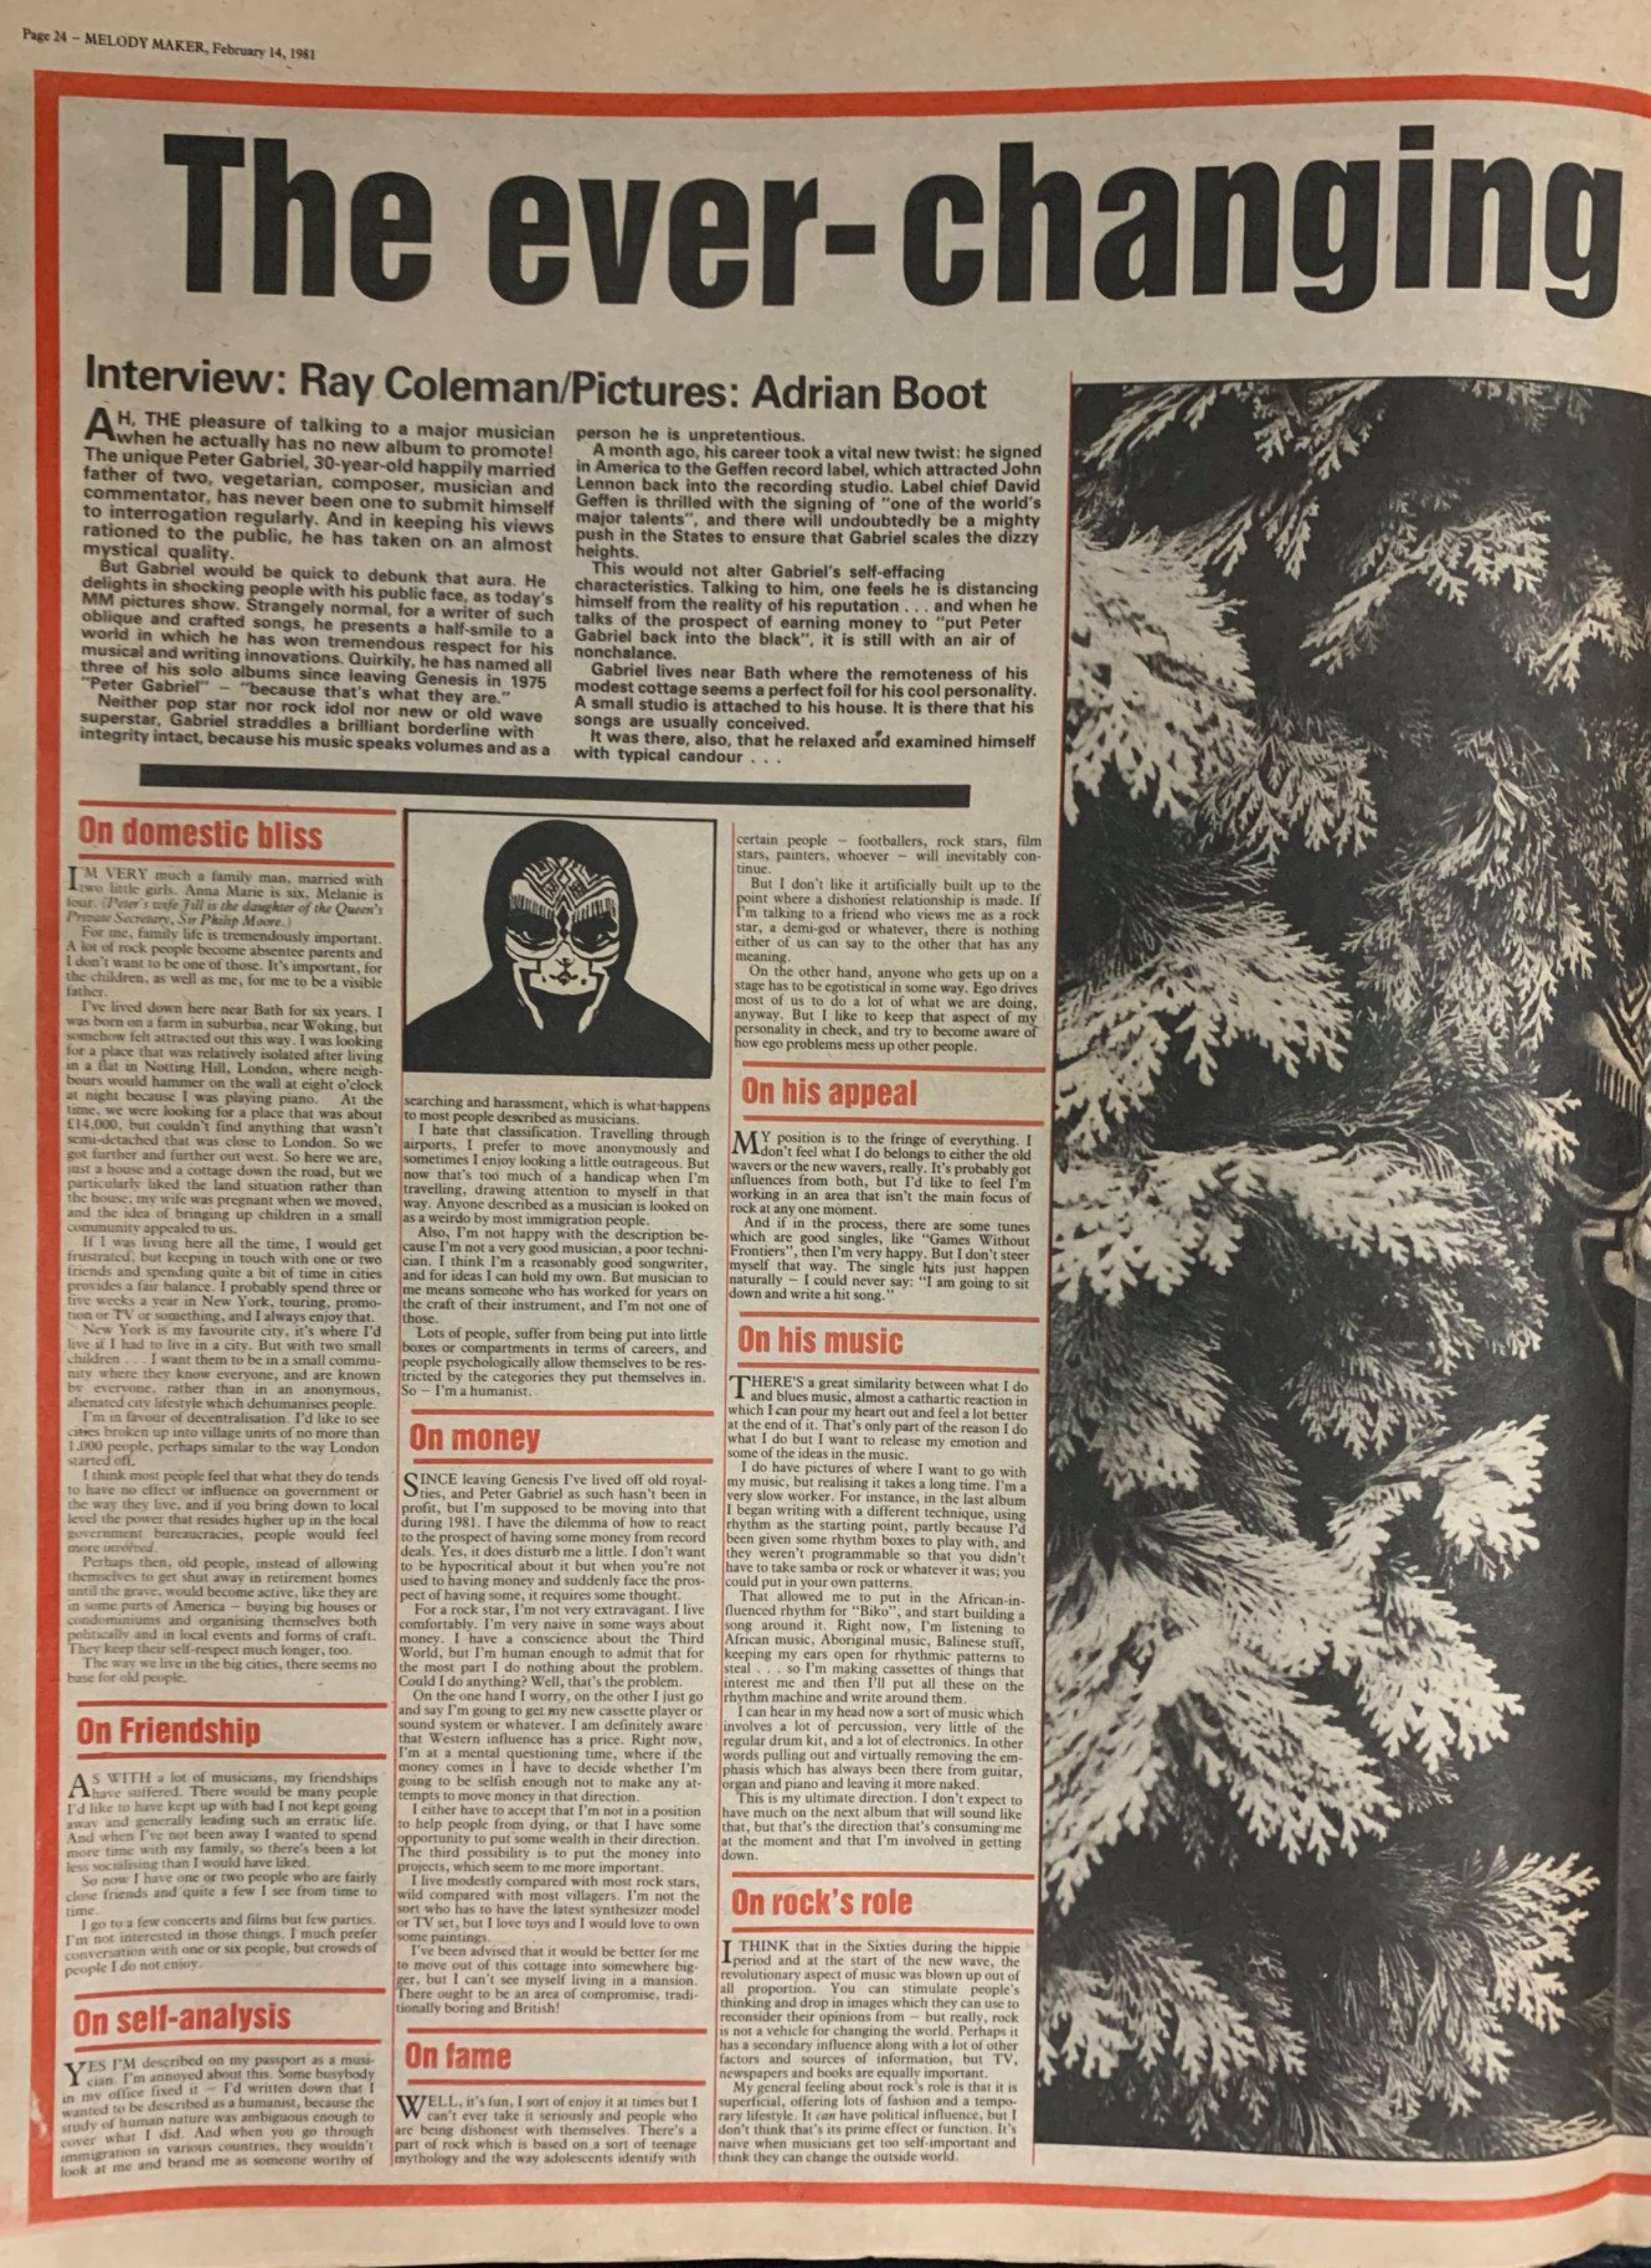 Page 24 – MELODY MAKER, February 14, 1981
The ever-changing
Interview: Ray Coleman/Pictures: Adrian Boot
AH, THE pleasure of talking to a major musician
when he actually has no new album to promote!
The unique Peter Gabriel, 30-year-old happily married
father of two, vegetarian, composer, musician and
commentator, has never been one to submit himself
to interrogation regularly. And in keeping his views
rationed to the public, he has taken on an almost
mystical quality.
But Gabriel would be quick to debunk that aura. He
delights in shocking people with his public face, as today's
MM pictures show. Strangely normal, for a writer of such
oblique and crafted songs, he presents a half-smile to a
world in which he has won tremendous respect for his
musical and writing innovations. Quirkily, he has named all
three of his solo albums since leaving Genesis in 1975
"Peter Gabriel" – "because that's what they are."
Neither pop star nor rock idol nor new or old wave
superstar, Gabriel straddles a brilliant borderline with
integrity intact, because his music speaks volumes and as a
person he is unpretentious.
A month ago, his career took a vital new twist: he signed
in America to the Geffen record label, which attracted John
Lennon back into the recording studio. Label chief David
Geffen is thrilled with the signing of "one of the world's
major talents", and there will undoubtedly be a mighty
push in the States to ensure that Gabriel scales the dizzy
heights.
This would not alter Gabriel's self-effacing
characteristics. Talking to him, one feels he is distancing
himself from the reality of his reputation . . . and when he
talks of the prospect of earning money to "put Peter
Gabriel back into the black", it is still with an air of
nonchalance.
Gabriel lives near Bath where the remoteness of his
modest cottage seems a perfect foil for his cool personality.
A small studio is attached to his house. It is there that his
songs are usually conceived.
It was there, also, that he relaxed and examined himself
with typical candour . . .
On domestic bliss
I'M VERY much a family man, married with
two little girls. Anna Marie is six, Melanie is
four. (Peter's wife Jill is the daughter of the Queen's
Private Secretary, Sir Philip Moore.)
For me, family life is tremendously important.
A lot of rock people become absentee parents and
I don't want to be one of those. It's important, for
the children, as well as me, for me to be a visible
father.
I've lived down here near Bath for six years. I
was born on a farm in suburbia, near Woking, but
somehow felt attracted out this way. I was looking
for a place that was relatively isolated after living
in a flat in Notting Hill, London, where neigh-
bours would hammer on the wall at eight o'clock
at night because I was playing piano. At the
time, we were looking for a place that was about
£14,000, but couldn't find anything that wasn't
semi-detached that was close to London. So we
got further and further out west. So here we are,
just a house and a cottage down the road, but we
particularly liked the land situation rather than
the house; my wife was pregnant when we moved,
and the idea of bringing up children in a small
community appealed to us.
If I was living here all the time, I would get
frustrated, but keeping in touch with one or two
friends and spending quite a bit of time in cities
provides a fair balance. I probably spend three or
five weeks a year in New York, touring, promo-
tion or TV or something, and I always enjoy that.
New York is my favourite city, it's where I'd
live if I had to live in a city. But with two small
children . . . I want them to be in a small commu-
nity where they know everyone, and are known
by everyone, rather than in an anonymous,
alienated city lifestyle which dehumanises people.
I'm in favour of decentralisation. I'd like to see
cities broken up into village units of no more than
1,000 people, perhaps similar to the way London
started off.
I think most people feel that what they do tends
to have no effect or influence on government or
the way they live, and if you bring down to local
level the power that resides higher up in the local
government bureaucracies, people would feel
more involved.
Perhaps then, old people, instead of allowing
themselves to get shut away in retirement homes
until the grave, would become active, like they are
in some parts of America – buying big houses or
condominiums and organising themselves both
politically and in local events and forms of craft.
They keep their self-respect much longer, too.
The way we live in the big cities, there seems no
base for old people.
On Friendship
AS WITH a lot of musicians, my friendships
have suffered. There would be many people
I'd like to have kept up with had I not kept going
away and generally leading such an erratic life.
And when I've not been away I wanted to spend
more time with my family, so there's been a lot
less socialising than I would have liked.
So now I have one or two people who are fairly
close friends and quite a few I see from time to
time.
I go to a few concerts and films but few parties.
I'm not interested in those things. I much prefer
conversation with one or six people, but crowds of
people I do not enjoy.
On self-analysis
YES I'M described on my passport as a musi-
cian. I'm annoyed about this. Some busybody
in my office fixed it – I'd written down that I
wanted to be described as a humanist, because the
study of human nature was ambiguous enough to
cover what I did. And when you go through
immigration in various countries, they wouldn't
look at me and brand me as someone worthy of
searching and harassment, which is what happens
to most people described as musicians.
I hate that classification. Travelling through
airports, I prefer to move anonymously and
sometimes I enjoy looking a little outrageous. But
now that's too much of a handicap when I'm
travelling, drawing attention to myself in that
way. Anyone described as a musician is looked on
as a weirdo by most immigration people.
Also, I'm not happy with the description be-
cause I'm not a very good musician, a poor techni-
cian. I think I'm a reasonably good songwriter,
and for ideas I can hold my own. But musician to
me means someone who has worked for years on
the craft of their instrument, and I'm not one of
those.
Lots of people, suffer from being put into little
boxes or compartments in terms of careers, and
people psychologically allow themselves to be res-
tricted by the categories they put themselves in.
So – I'm a humanist.
On money
SINCE leaving Genesis I've lived off old royal-
ties, and Peter Gabriel as such hasn't been in
profit, but I'm supposed to be moving into that
during 1981. I have the dilemma of how to react
to the prospect of having some money from record
deals. Yes, it does disturb me a little. I don't want
to be hypocritical about it but when you're not
used to having money and suddenly face the pros-
pect of having some, it requires some thought.
For a rock star, I'm not very extravagant. I live
comfortably. I'm very naive in some ways about
money. I have a conscience about the Third
World, but I'm human enough to admit that for
the most part I do nothing about the problem.
Could I do anything? Well, that's the problem.
On the one hand I worry, on the other I just go
and say I'm going to get my new cassette player or
sound system or whatever. I am definitely aware
that Western influence has a price. Right now,
I'm at a mental questioning time, where if the
money comes in I have to decide whether I'm
going to be selfish enough not to make any at-
tempts to move money in that direction.
I either have to accept that I'm not in a position
to help people from dying, or that I have some
opportunity to put some wealth in their direction.
The third possibility is to put the money into
projects, which seem to me more important.
I live modestly compared with most rock stars,
wild compared with most villagers. I'm not the
sort who has to have the latest synthesizer model
or TV set, but I love toys and I would love to own
some paintings.
I've been advised that it would be better for me
to move out of this cottage into somewhere big-
ger, but I can't see myself living in a mansion.
There ought to be an area of compromise, tradi-
tionally boring and British!
On fame
WELL, it's fun, I sort of enjoy it at times but I
can't ever take it seriously and people who
are being dishonest with themselves. There's a
part of rock which is based on a sort of teenage
mythology and the way adolescents identify with
certain people – footballers, rock stars, film
stars, painters, whoever – will inevitably con-
tinue.
But I don't like it artificially built up to the
point where a dishonest relationship is made. If
I'm talking to a friend who views me as a rock
star, a demi-god or whatever, there is nothing
either of us can say to the other that has any
meaning.
On the other hand, anyone who gets up on a
stage has to be egotistical in some way. Ego drives
most of us to do a lot of what we are doing,
anyway. But I like to keep that aspect of my
personality in check, and try to become aware of
how ego problems mess up other people.
On his appeal
MY position is to the fringe of everything. I
don't feel what I do belongs to either the old
wavers or the new wavers, really. It's probably got
influences from both, but I'd like to feel I'm
working in an area that isn't the main focus of
rock at any one moment.
And if in the process, there are some tunes
which are good singles, like "Games Without
Frontiers", then I'm very happy. But I don't steer
myself that way. The single hits just happen
naturally – I could never say: "I am going to sit
down and write a hit song."
On his music
THERE'S a great similarity between what I do
and blues music, almost a cathartic reaction in
which I can pour my heart out and feel a lot better
at the end of it. That's only part of the reason I do
what I do but I want to release my emotion and
some of the ideas in the music.
I do have pictures of where I want to go with
my music, but realising it takes a long time. I'm a
very slow worker. For instance, in the last album
I began writing with a different technique, using
rhythm as the starting point, partly because I'd
been given some rhythm boxes to play with, and
they weren't programmable so that you didn't
have to take samba or rock or whatever it was; you
could put in your own patterns.
That allowed me to put in the African-in-
fluenced rhythm for "Biko", and start building a
song around it. Right now, I'm listening to
African music, Aboriginal music, Balinese stuff,
keeping my ears open for rhythmic patterns to
steal . . . so I'm making cassettes of things that
interest me and then I'll put all these on the
rhythm machine and write around them.
I can hear in my head now a sort of music which
involves a lot of percussion, very little of the
regular drum kit, and a lot of electronics. In other
words pulling out and virtually removing the em-
phasis which has always been there from guitar,
organ and piano and leaving it more naked.
This is my ultimate direction. I don't expect to
have much on the next album that will sound like
that, but that's the direction that's consuming me
at the moment and that I'm involved in getting
down.
On rock's role
I THINK that in the Sixties during the hippie
period and at the start of the new wave, the
revolutionary aspect of music was blown up out of
all proportion. You can stimulate people's
thinking and drop in images which they can use to
reconsider their opinions from – but really, rock
is not a vehicle for changing the world. Perhaps it
has a secondary influence along with a lot of other
factors and sources of information, but TV,
newspapers and books are equally important.
My general feeling about rock's role is that it is
superficial, offering lots of fashion and a tempo-
rary lifestyle. It can have political influence, but I
don't think that's its prime effect or function. It's
naive when musicians get too self-important and
think they can change the outside world.